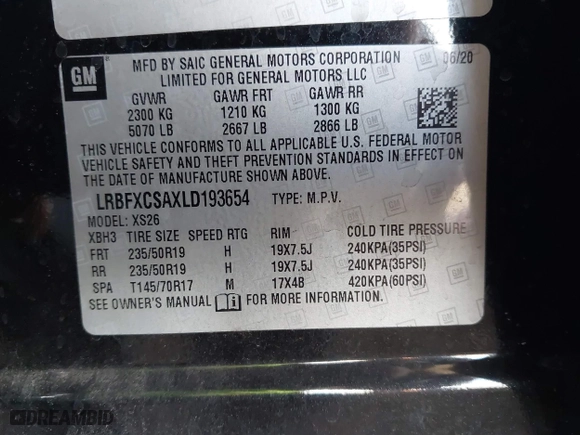 GM
MFD BY SAIC GENERAL MOTORS CORPORATION 06/20
LIMITED FOR GENERAL MOTORS LLC
GVWR GAWR FRT GAWR RR
2300 KG 1210 KG 1300 KG
5070 LB 2667 LB 2866 LB
THIS VEHICLE CONFORMS TO ALL APPLICABLE U.S. FEDERAL MOTOR
VEHICLE SAFETY AND THEFT PREVENTION STANDARDS IN EFFECT ON
THE DATE OF MANUFACTURE SHOWN ABOVE.
LRBFXCSAXLD193654 TYPE: M.P.V.
MODEL: XS26
XBH3 TIRE SIZE SPEED RTG RIM COLD TIRE PRESSURE
FRT 235/50R19 H 19X7.5J 240KPA(35PSI)
RR 235/50R19 H 19X7.5J 240KPA(35PSI)
SPA T145/70R17 M 17X4B 420KPA(60PSI)
SEE OWNER'S MANUAL i FOR MORE INFORMATION.
DREAMBID